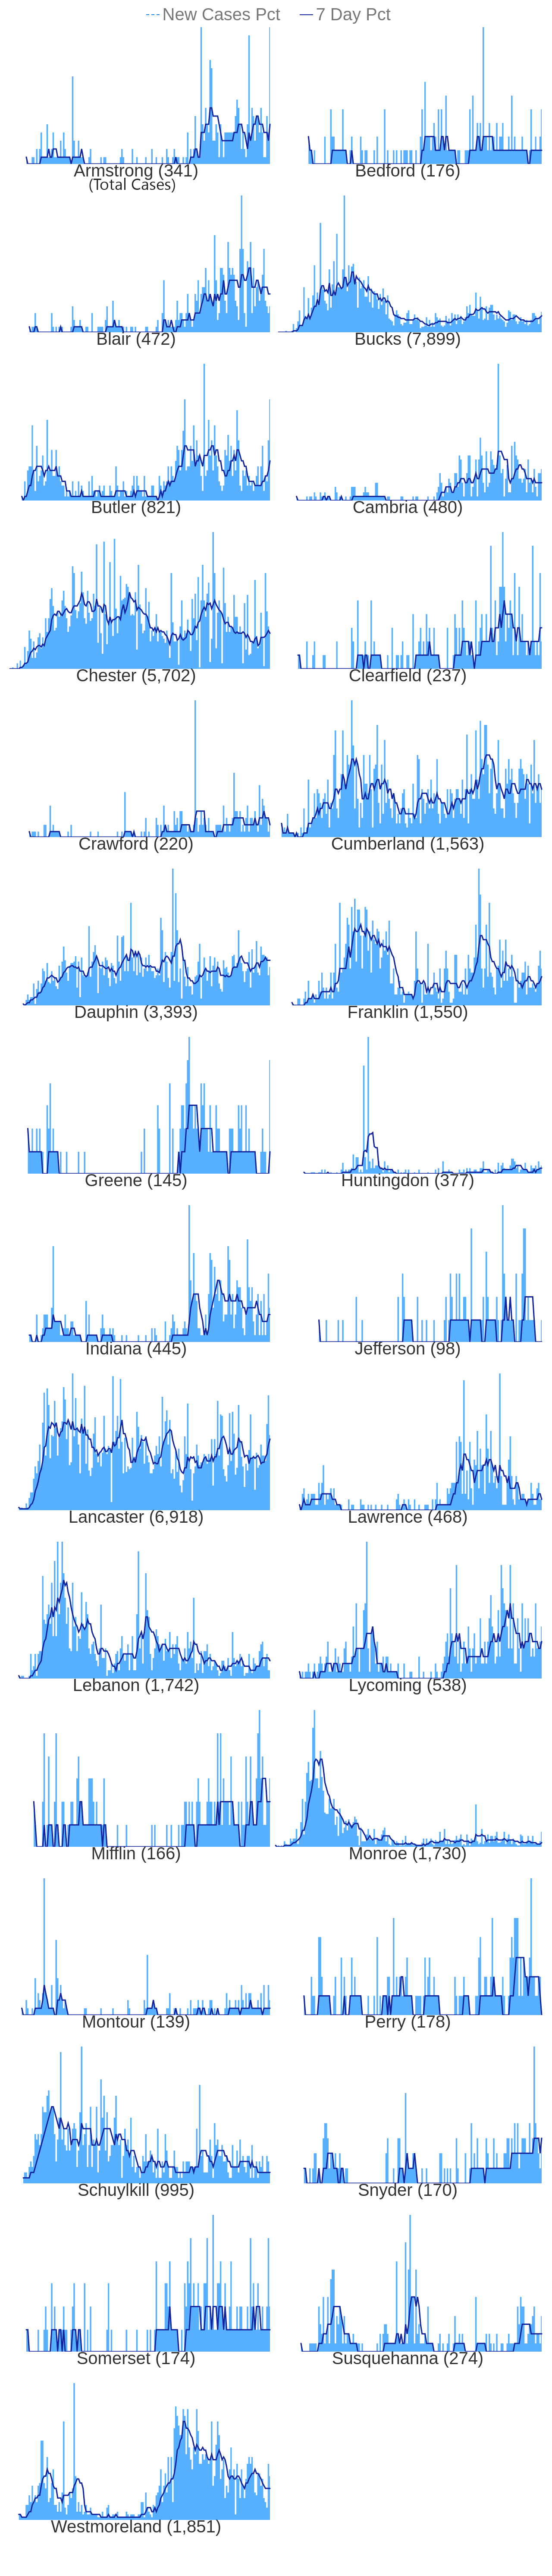 New Cases Pct 7 Day Pct
Armstrong (341) Bedford (176)
(Total Cases)
Blair (472) Bucks (7,899)
Butler (821) Cambria (480)
Chester (5,702) Clearfield (237)
Crawford (220) Cumberland (1,563)
Dauphin (3,393) Franklin (1,550)
Greene (145) Huntingdon (377)
Indiana (445) Jefferson (98)
Lancaster (6,918) Lawrence (468)
Lebanon (1,742) Lycoming (538)
Mifflin (166) Monroe (1,730)
Montour (139) Perry (178)
Schuylkill (995) Snyder (170)
Somerset (174) Susquehanna (274)
Westmoreland (1,851)